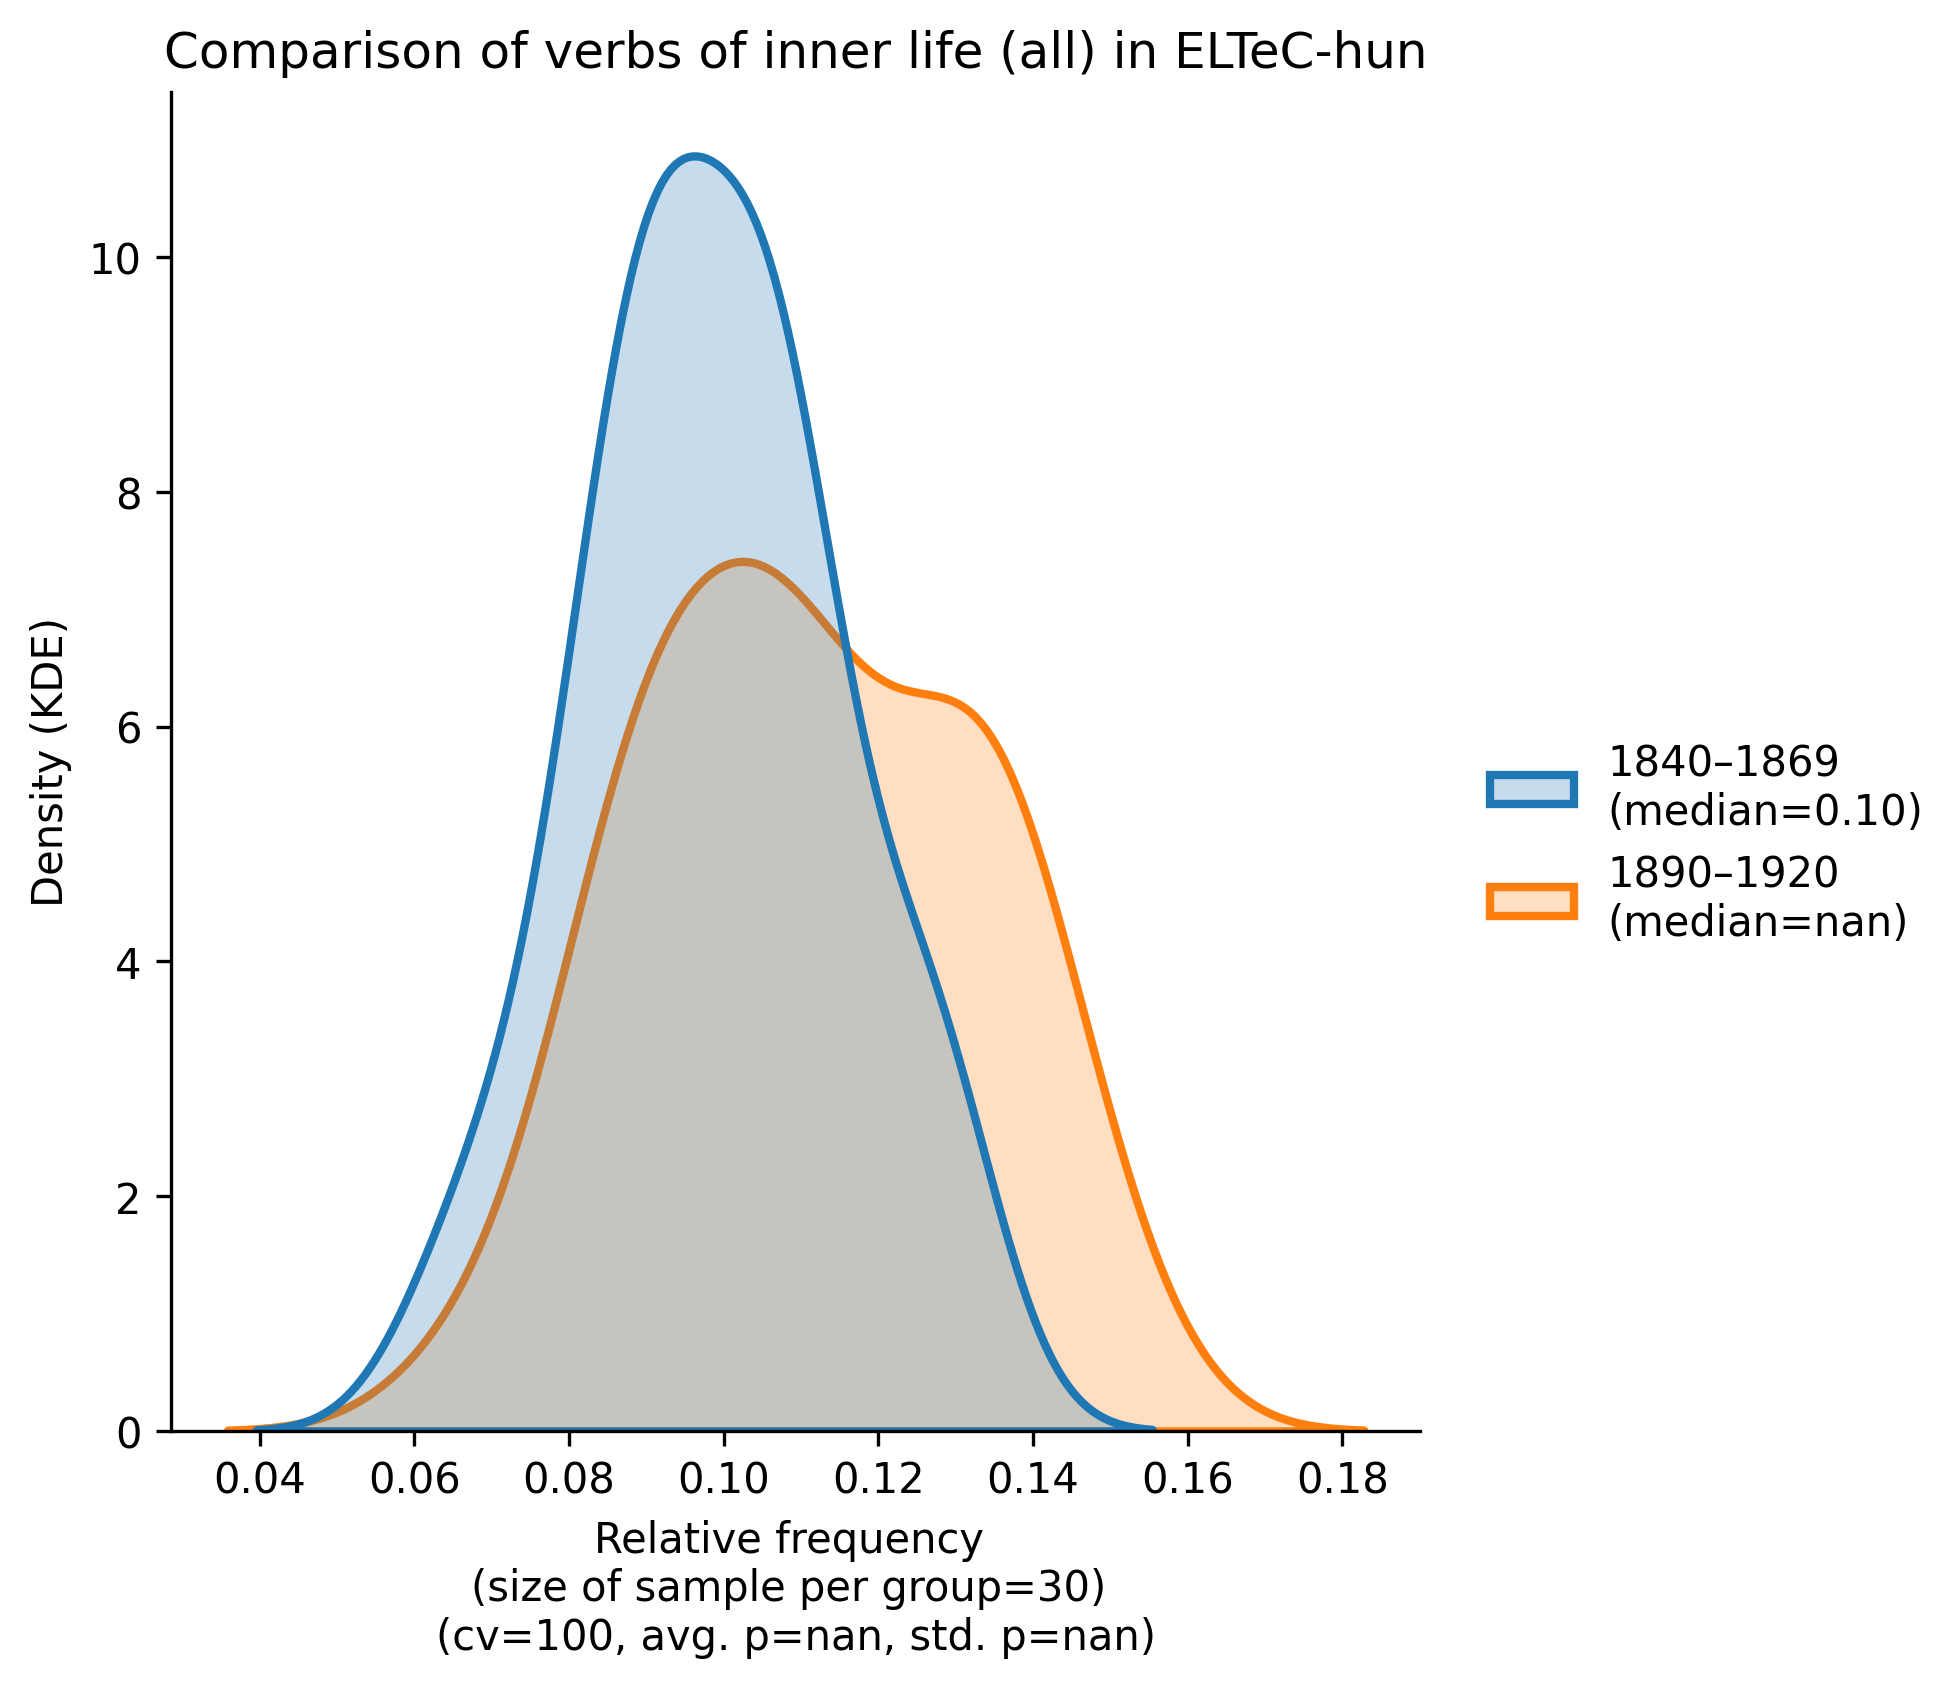 Comparison of verbs of inner life (all) in ELTeC-hun
Density (KDE)
10
8
6
4
2
0
0.04 0.06 0.08 0.10 0.12 0.14 0.16 0.18
Relative frequency
(size of sample per group=30)
(cv=100, avg. p=nan, std. p=nan)
1840–1869
(median=0.10)
1890–1920
(median=nan)